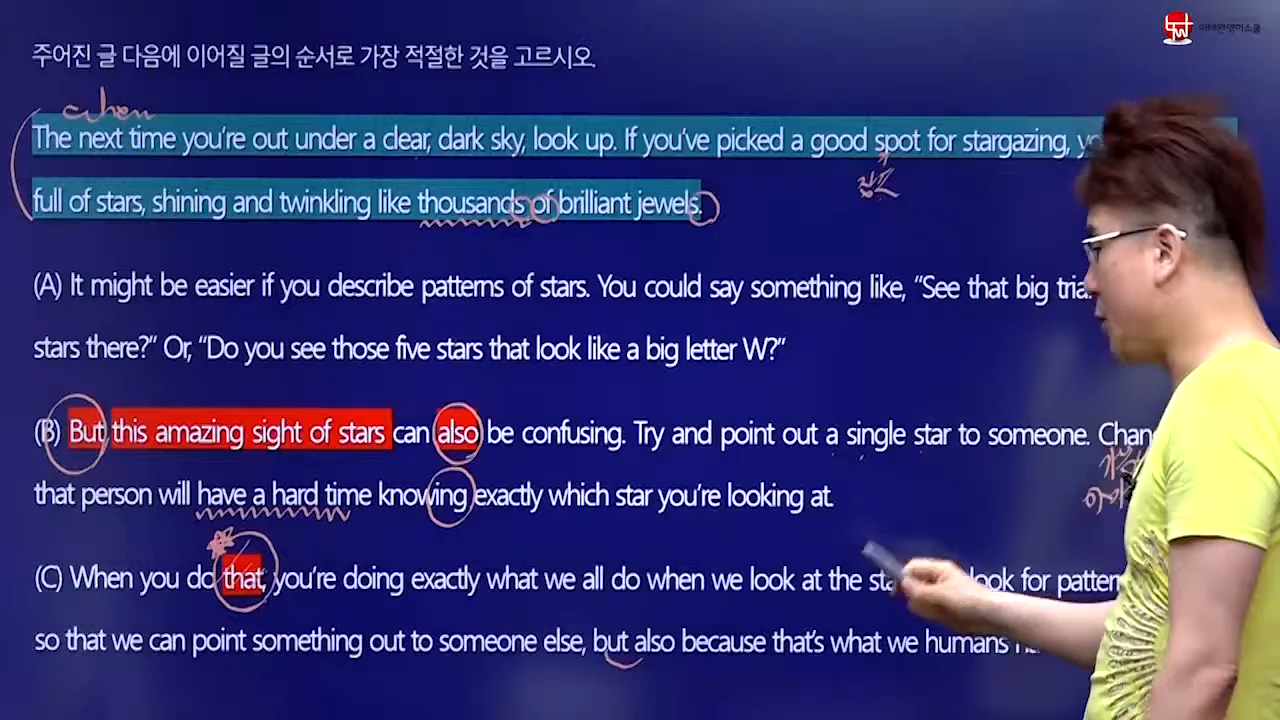 이태완영어스쿨
주어진 글 다음에 이어질 글의 순서로 가장 적절한 것을 고르시오.
when
The next time you're out under a clear, dark sky, look up. If you've picked a good spot for stargazing,
full of stars, shining and twinkling like thousands of brilliant jewels.
(A) It might be easier if you describe patterns of stars. You could say something like, "See that big
stars there?" Or, "Do you see those five stars that look like a big letter W?"
(B) But, this amazing sight of stars can also be confusing. Try and point out a single star to someone.
that person will have a hard time knowing exactly which star you're looking at.
(C) When you do that, you're doing exactly what we all do when we look at the look for
so that we can point something out to someone else, but also because that's what we humans